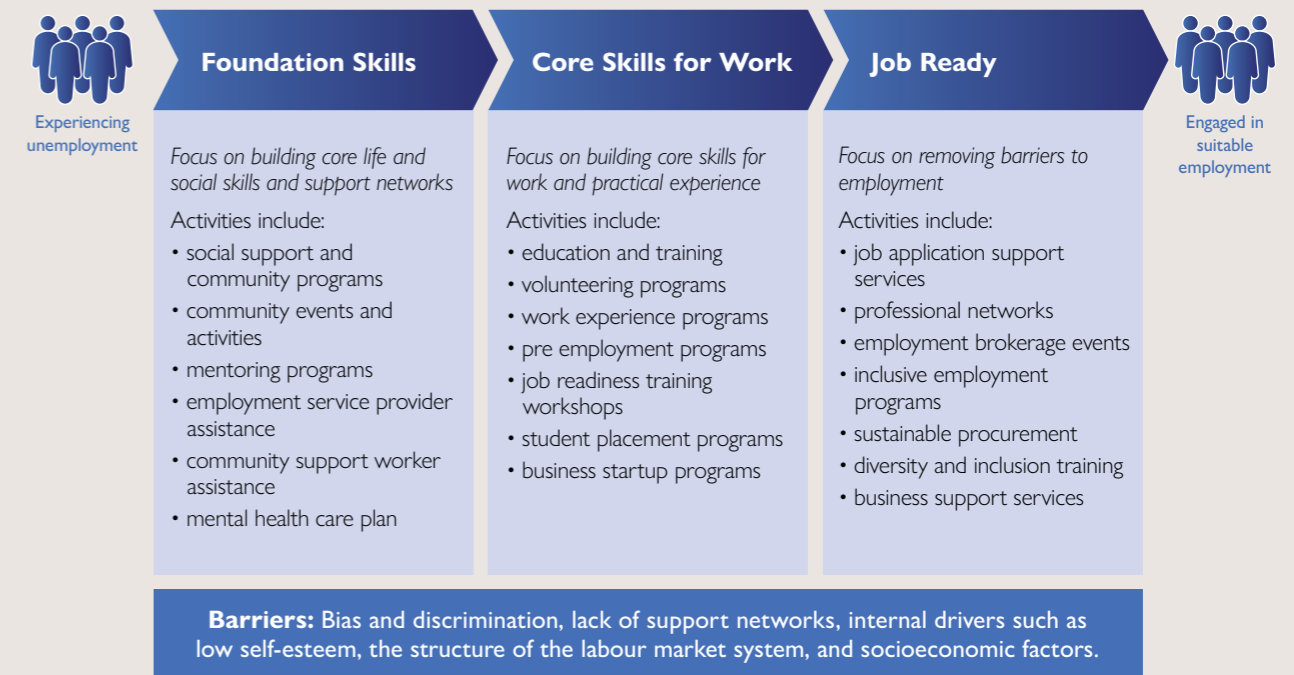 Experiencing
unemployment
Foundation Skills
Focus on building core life and
social skills and support networks
Activities include:
• social support and
community programs
• community events and
activities
• mentoring programs
• employment service provider
assistance
• community support worker
assistance
• mental health care plan
Core Skills for Work
Focus on building core skills for
work and practical experience
Activities include:
• education and training
• volunteering programs
• work experience programs
• pre employment programs
• job readiness training
workshops
• student placement programs
• business startup programs
Job Ready
Focus on removing barriers to
employment
Activities include:
• job application support
services
• professional networks
• employment brokerage events
• inclusive employment
programs
• sustainable procurement
• diversity and inclusion training
• business support services
Engaged in
suitable
employment
Barriers: Bias and discrimination, lack of support networks, internal drivers such as
low self-esteem, the structure of the labour market system, and socioeconomic factors.